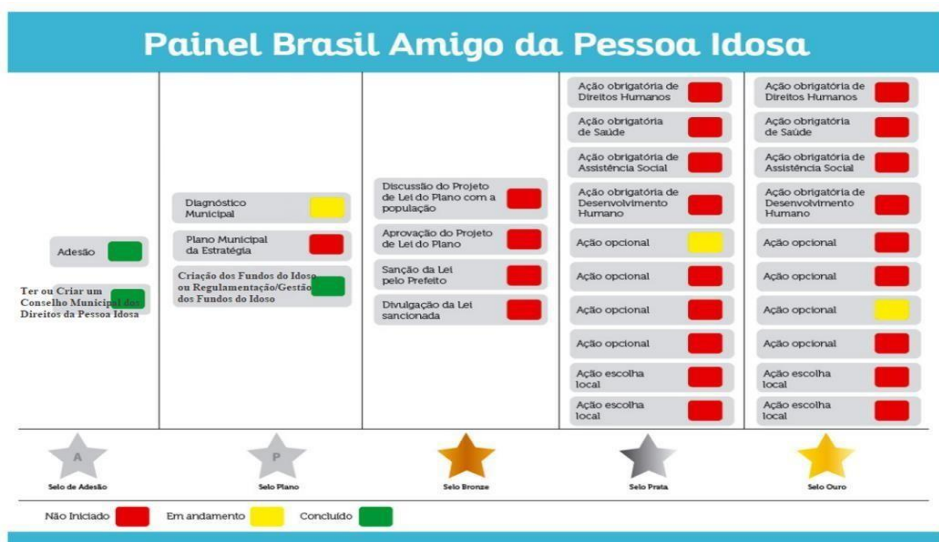 Painel Brasil Amigo da Pessoa Idosa
Adesão
Ter ou Criar um
Conselho Municipal dos
Direitos da Pessoa Idosa
Diagnóstico
Municipal
Plano Municipal
da Estratégia
Criação dos Fundos do Idoso
ou Regulamentação/Gestão
dos Fundos do Idoso
Discussão do Projeto
de Lei do Plano com a
população
Aprovação do Projeto
de Lei do Plano
Sanção da Lei
pelo Prefeito
Divulgação da Lei
sancionada
Ação obrigatória de
Direitos Humanos
Ação obrigatória
de Saúde
Ação obrigatória de
Assistência Social
Ação obrigatória de
Desenvolvimento
Humano
Ação opcional
Ação opcional
Ação opcional
Ação opcional
Ação escolha
local
Ação escolha
local
Ação obrigatória de
Direitos Humanos
Ação obrigatória
de Saúde
Ação obrigatória de
Assistência Social
Ação obrigatória de
Desenvolvimento
Humano
Ação opcional
Ação opcional
Ação opcional
Ação opcional
Ação escolha
local
Ação escolha
local
A
Selo de Adesão
P
Selo Plano
Selo Bronze
Selo Prata
Selo Ouro
Não Iniciado
Em andamento
Concluído